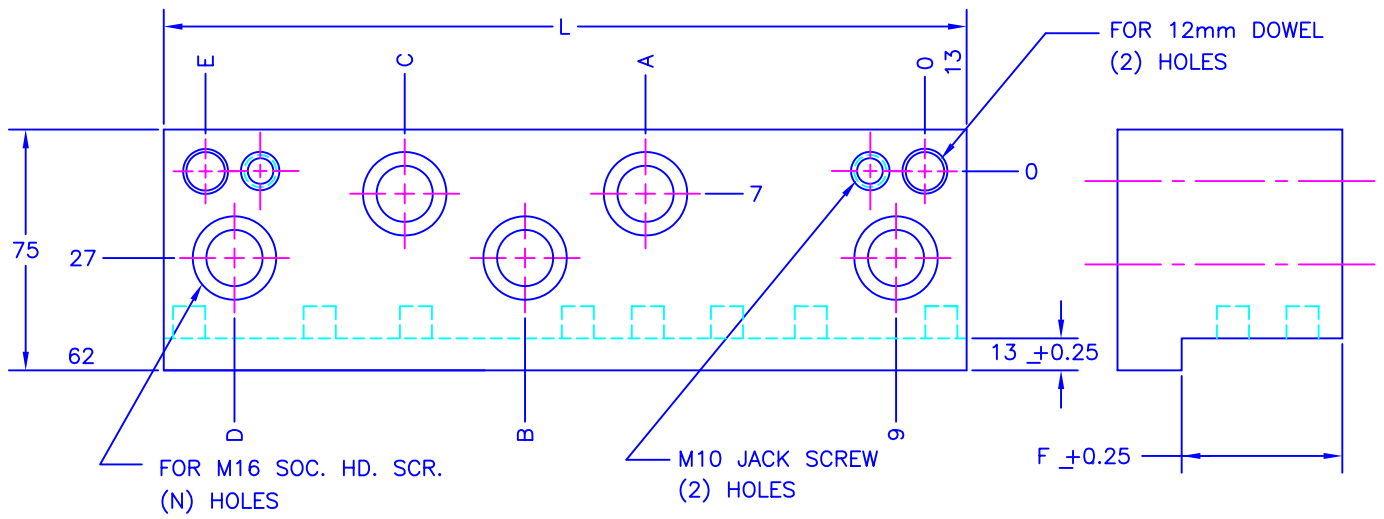 L
FOR 12mm DOWEL
(2) HOLES
E
C
A
0
13
0
7
75
27
62
13 ±0.25
D
B
9
FOR M16 SOC. HD. SCR.
(N) HOLES
M10 JACK SCREW
(2) HOLES
F ±0.25